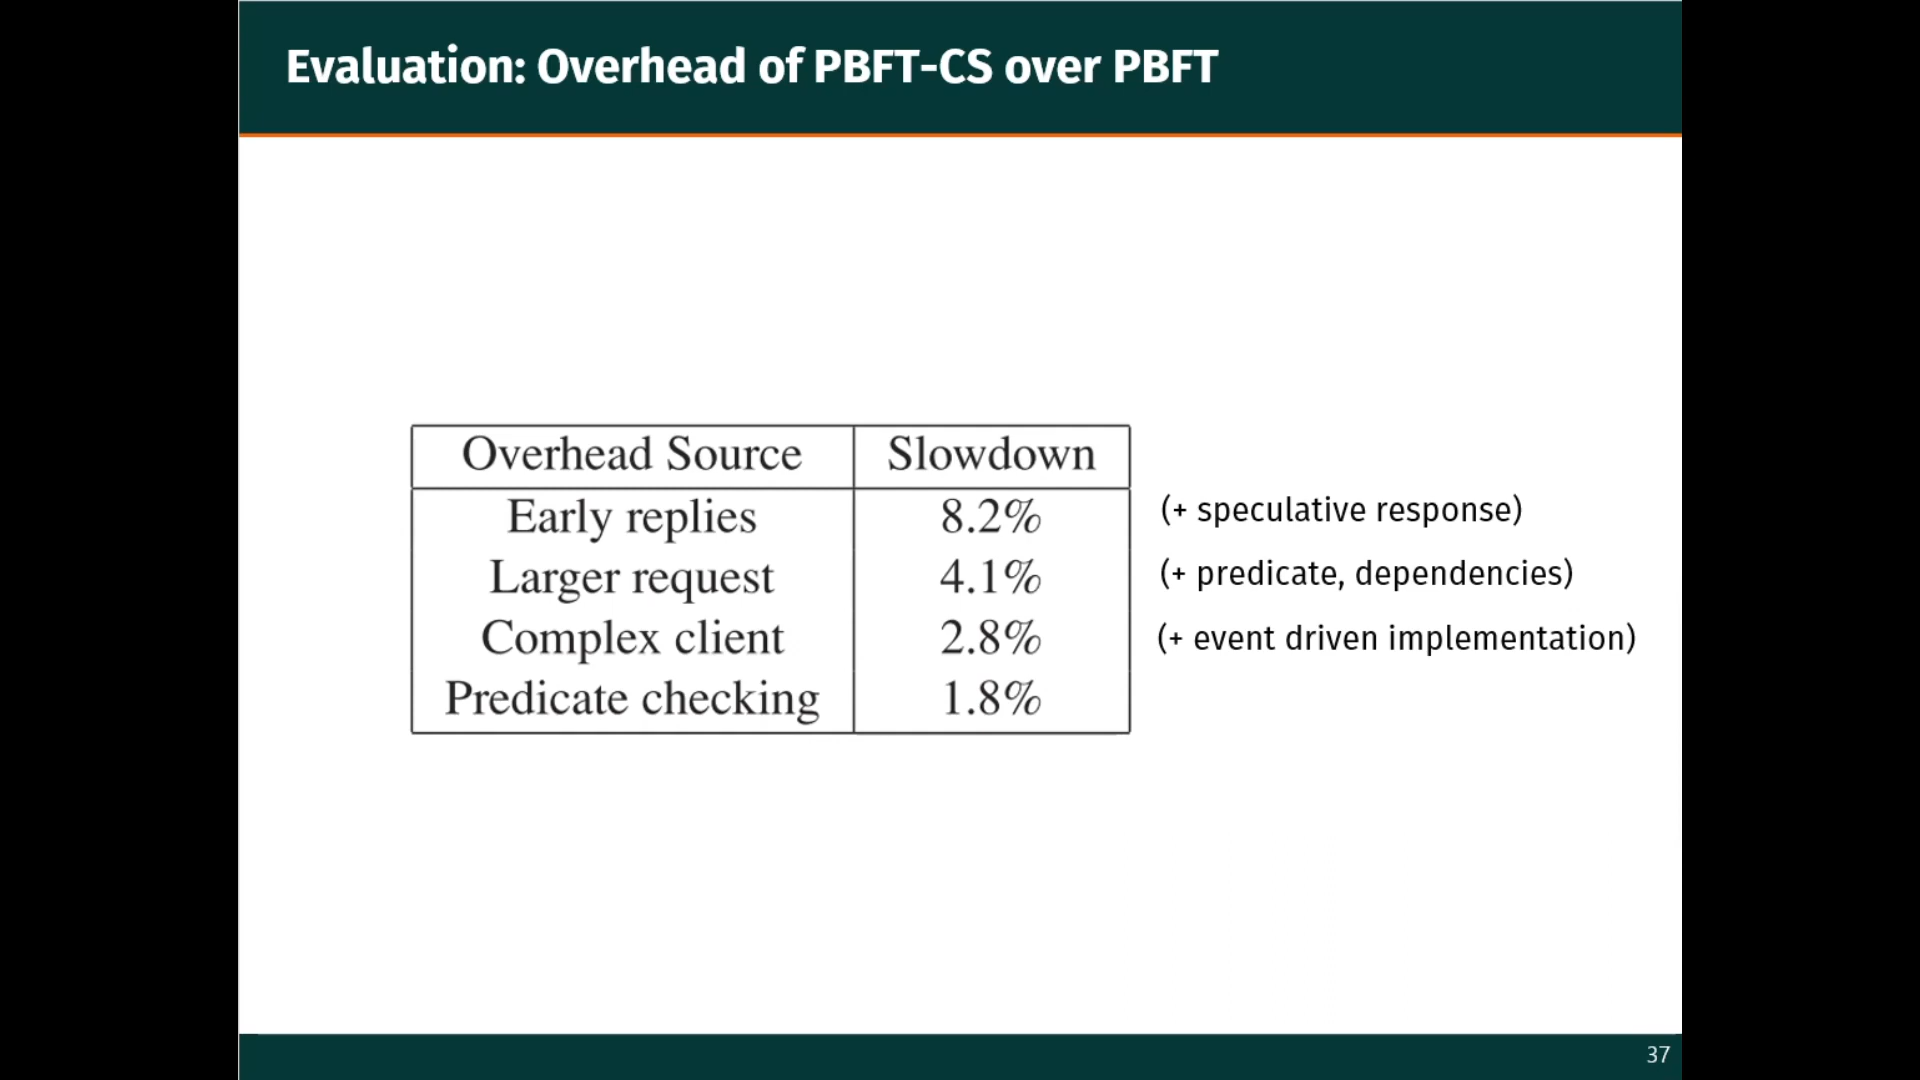 Evaluation: Overhead of PBFT-CS over PBFT
Overhead Source Slowdown
Early replies 8.2% (+ speculative response)
Larger request 4.1% (+ predicate, dependencies)
Complex client 2.8% (+ event driven implementation)
Predicate checking 1.8%
37